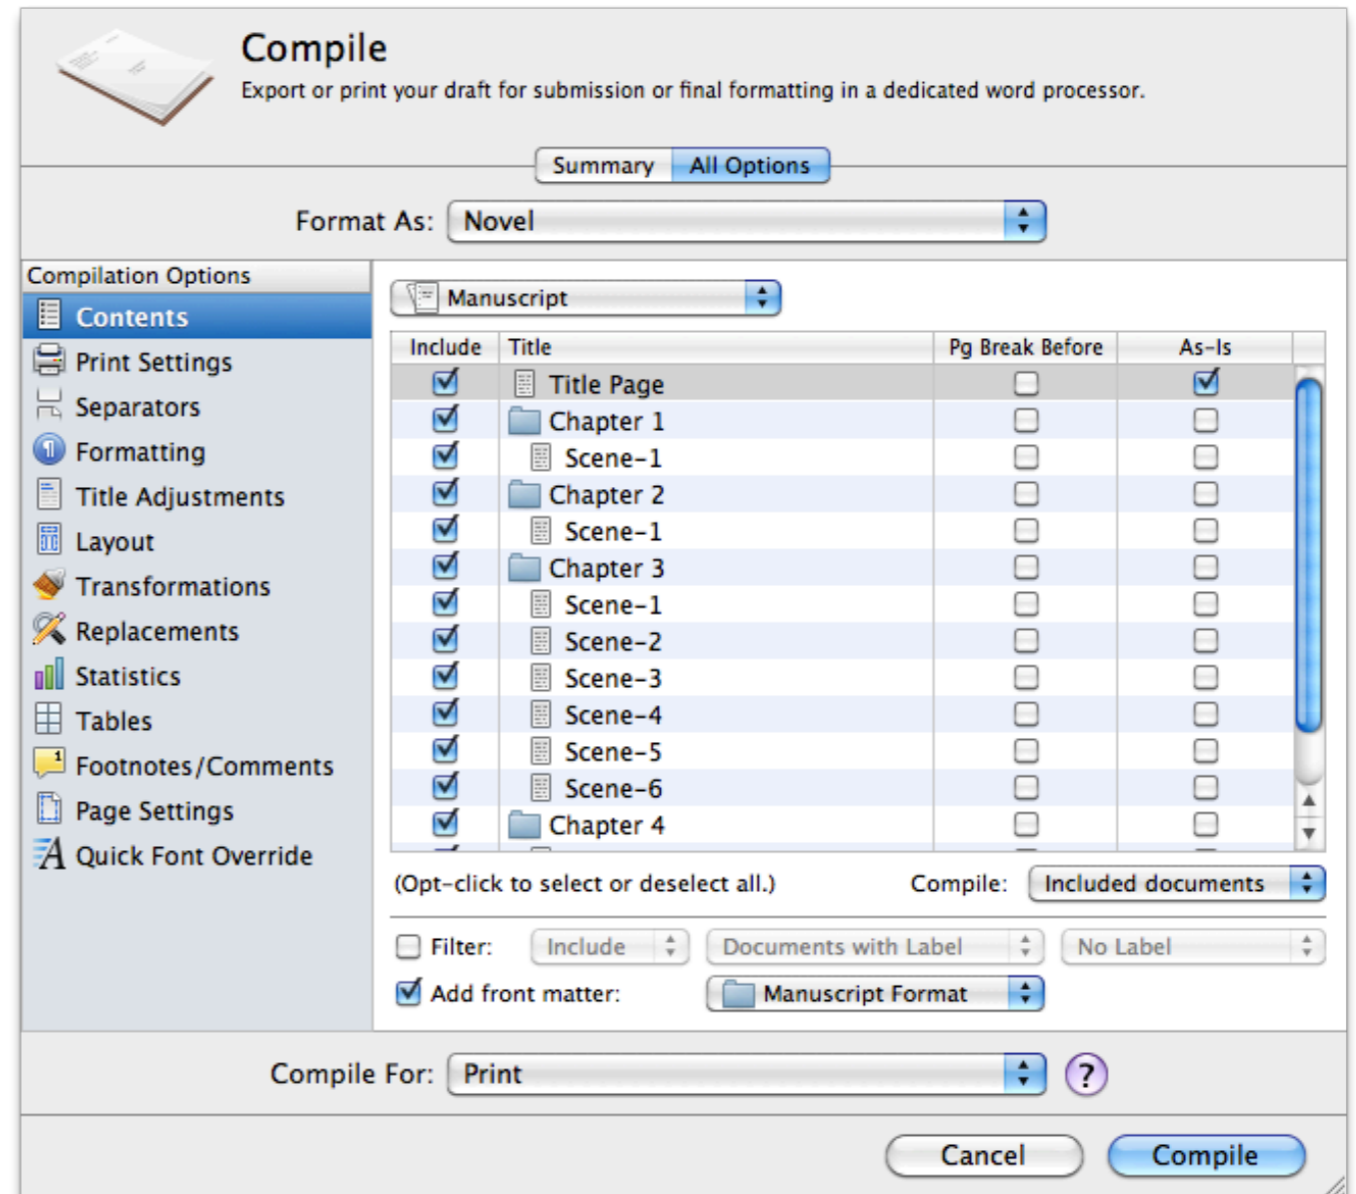 Compile
Export or print your draft for submission or final formatting in a dedicated word processor.
Summary All Options
Format As: Novel
Compilation Options
Contents
Print Settings
Separators
Formatting
Title Adjustments
Layout
Transformations
Replacements
Statistics
Tables
Footnotes/Comments
Page Settings
Quick Font Override
Manuscript
Include Title Pg Break Before As-Is
Title Page
Chapter 1
Scene-1
Chapter 2
Scene-1
Chapter 3
Scene-1
Scene-2
Scene-3
Scene-4
Scene-5
Scene-6
Chapter 4
(Opt-click to select or deselect all.) Compile: Included documents
Filter: Include Documents with Label No Label
Add front matter: Manuscript Format
Compile For: Print ?
Cancel Compile